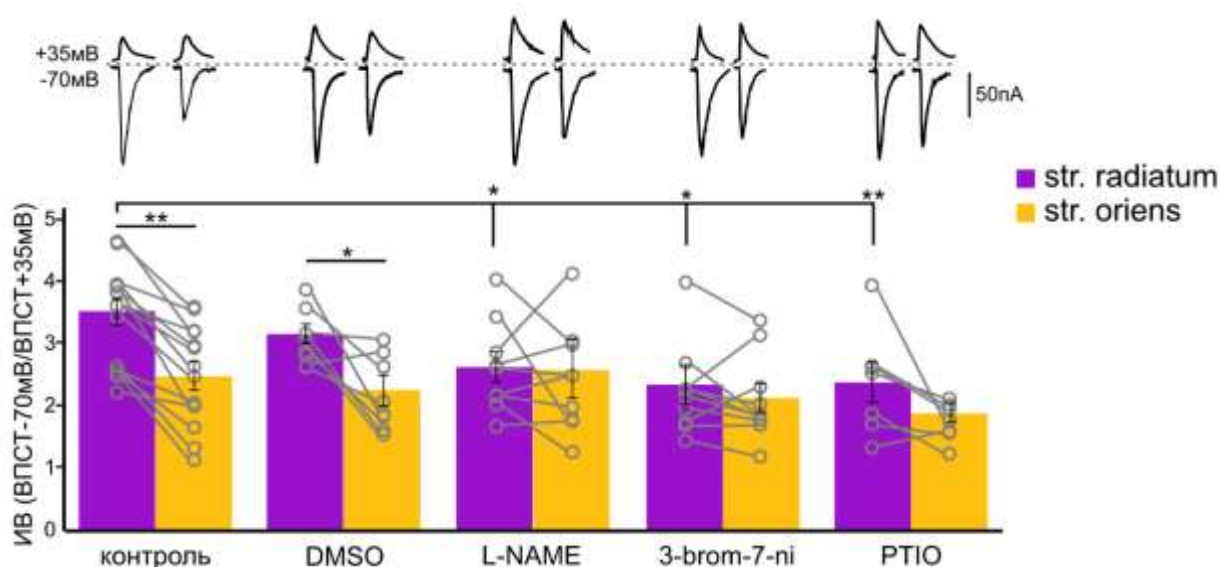 +35мВ
-70мВ
50пА
str. radiatum
str. oriens
* * **
** *
ИВ (ВПСТ-70мВ/ВПСТ+35мВ)
5
4
3
2
1
0
контроль DMSO L-NAME 3-brom-7-ni PTIO